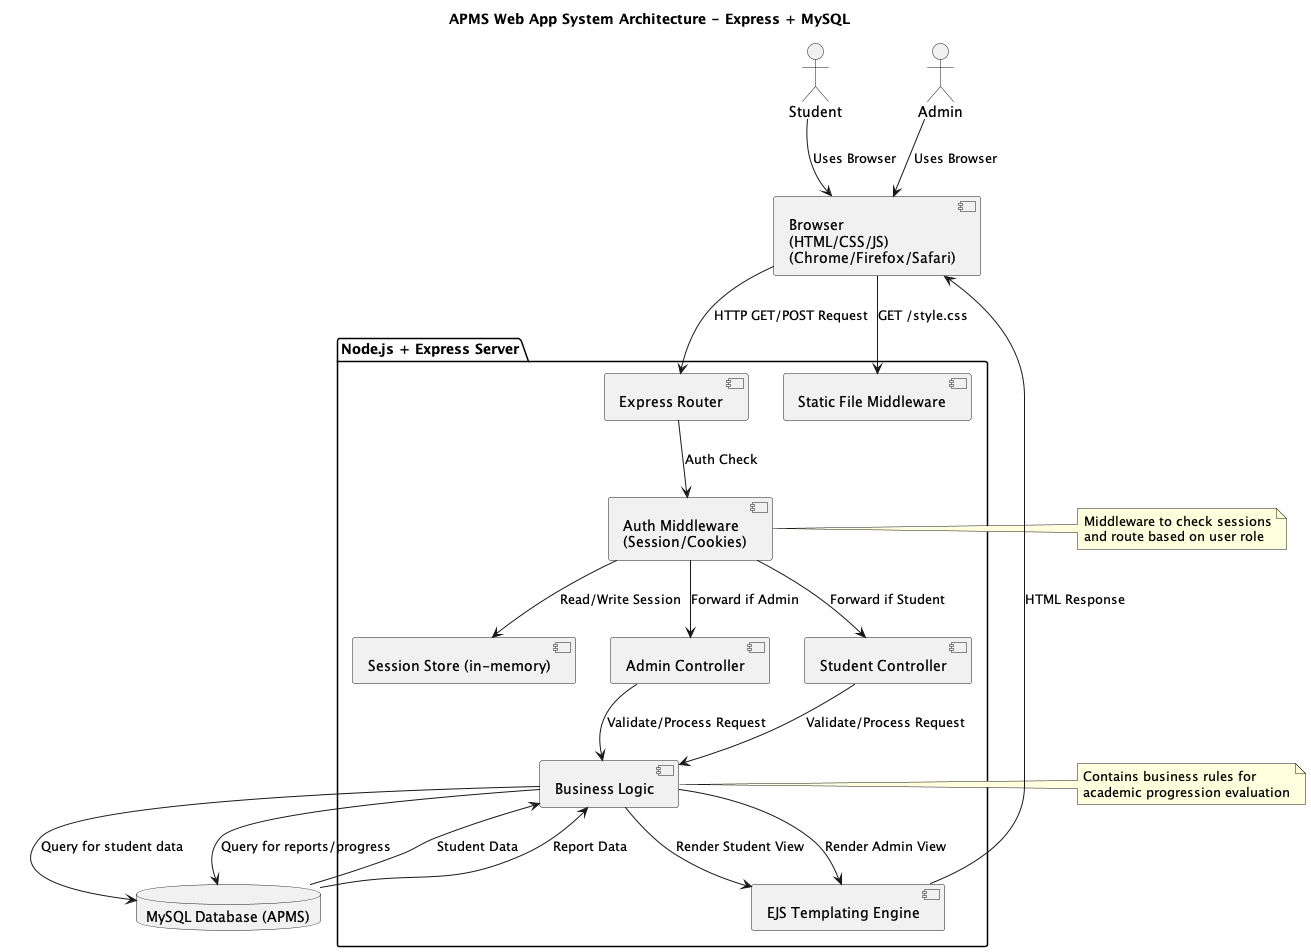 APMS Web App System Architecture - Express + MySQL
Student
Admin
Uses Browser
Uses Browser
Browser
(HTML/CSS/JS)
(Chrome/Firefox/Safari)
HTTP GET/POST Request
GET /style.css
Node.js + Express Server
Express Router
Static File Middleware
Auth Check
Auth Middleware
(Session/Cookies)
Middleware to check sessions
and route based on user role
Read/Write Session
Forward if Admin
Forward if Student
HTML Response
Session Store (in-memory)
Admin Controller
Student Controller
Validate/Process Request
Validate/Process Request
Business Logic
Contains business rules for
academic progression evaluation
Query for student data
Query for reports/progress
Student Data
Report Data
Render Student View
Render Admin View
MySQL Database (APMS)
EJS Templating Engine